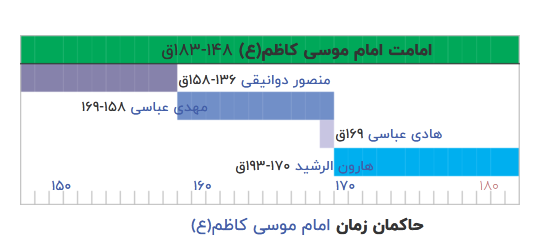 امامت امام موسی کاظم(ع) ۱۴۸-۱۸۳ق
منصور دوانیقی ۱۳۶-۱۵۸ق
مهدی عباسی ۱۵۸-۱۶۹
هادی عباسی ۱۶۹ق
هارون الرشید ۱۷۰-۱۹۳ق
۱۵۰ ۱۶۰ ۱۷۰ ۱۸۰
حاکمان زمان امام موسی کاظم(ع)